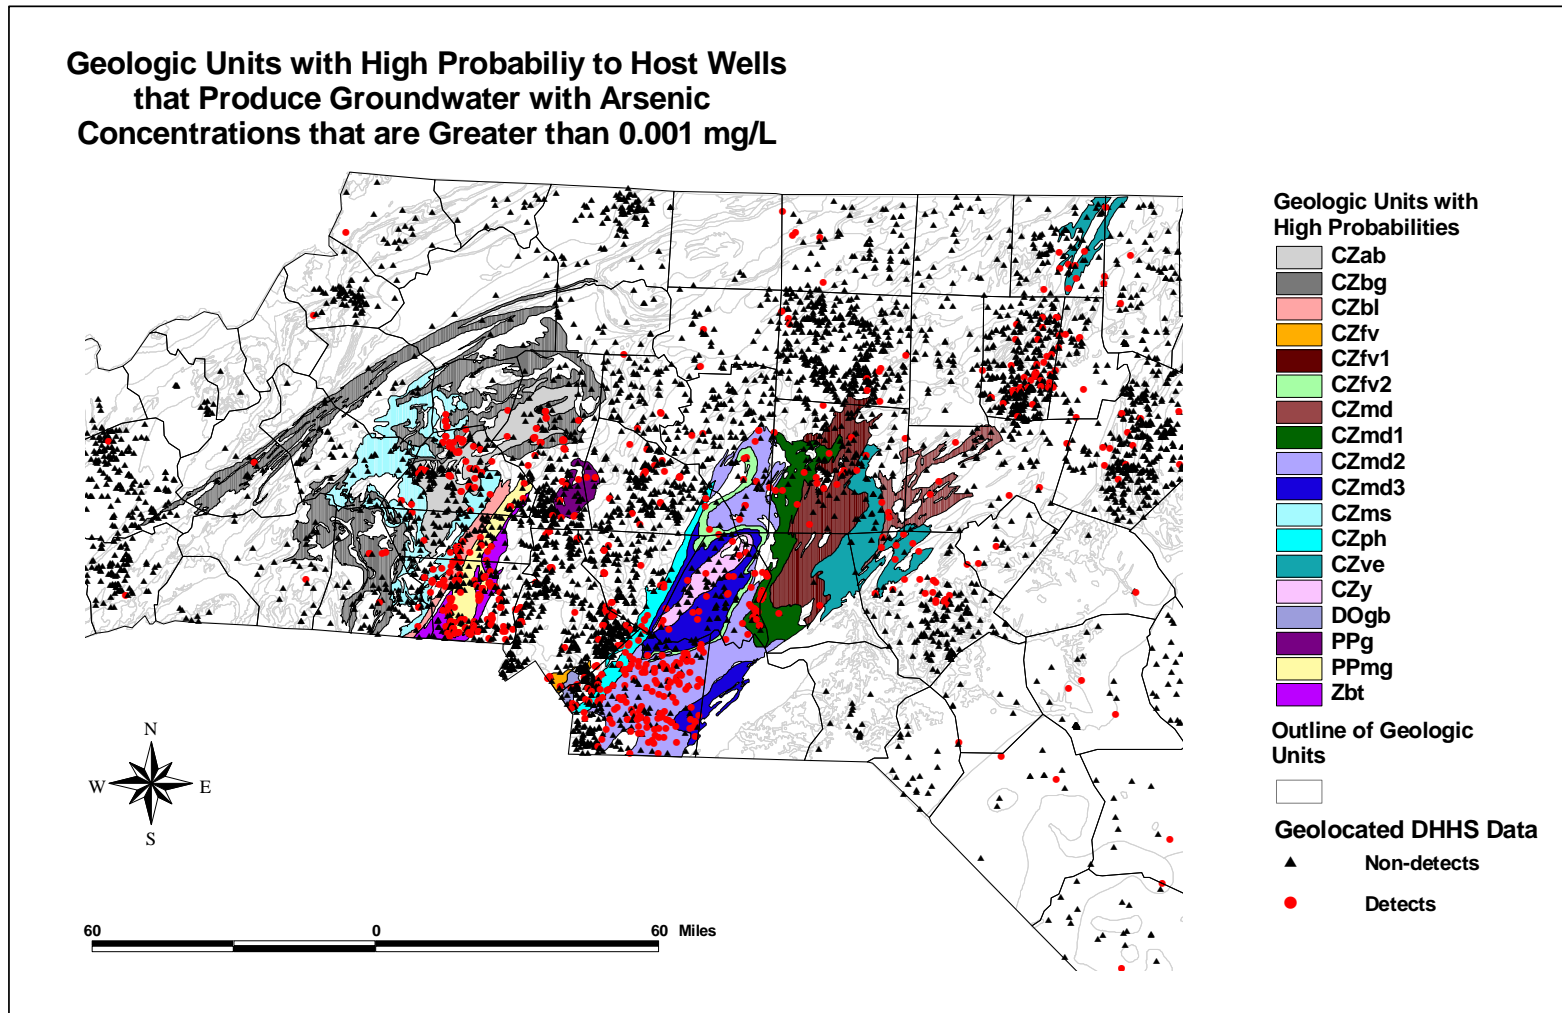 Geologic Units with High Probabiliy to Host Wells
that Produce Groundwater with Arsenic
Concentrations that are Greater than 0.001 mg/L
Geologic Units with
High Probabilities
CZab
CZbg
CZbl
CZfv
CZfv1
CZfv2
CZmd
CZmd1
CZmd2
CZmd3
CZms
CZph
CZve
CZy
DOgb
PPg
PPmg
Zbt
Outline of Geologic
Units
Geolocated DHHS Data
Non-detects
Detects
N
W E
S
60 0 60 Miles